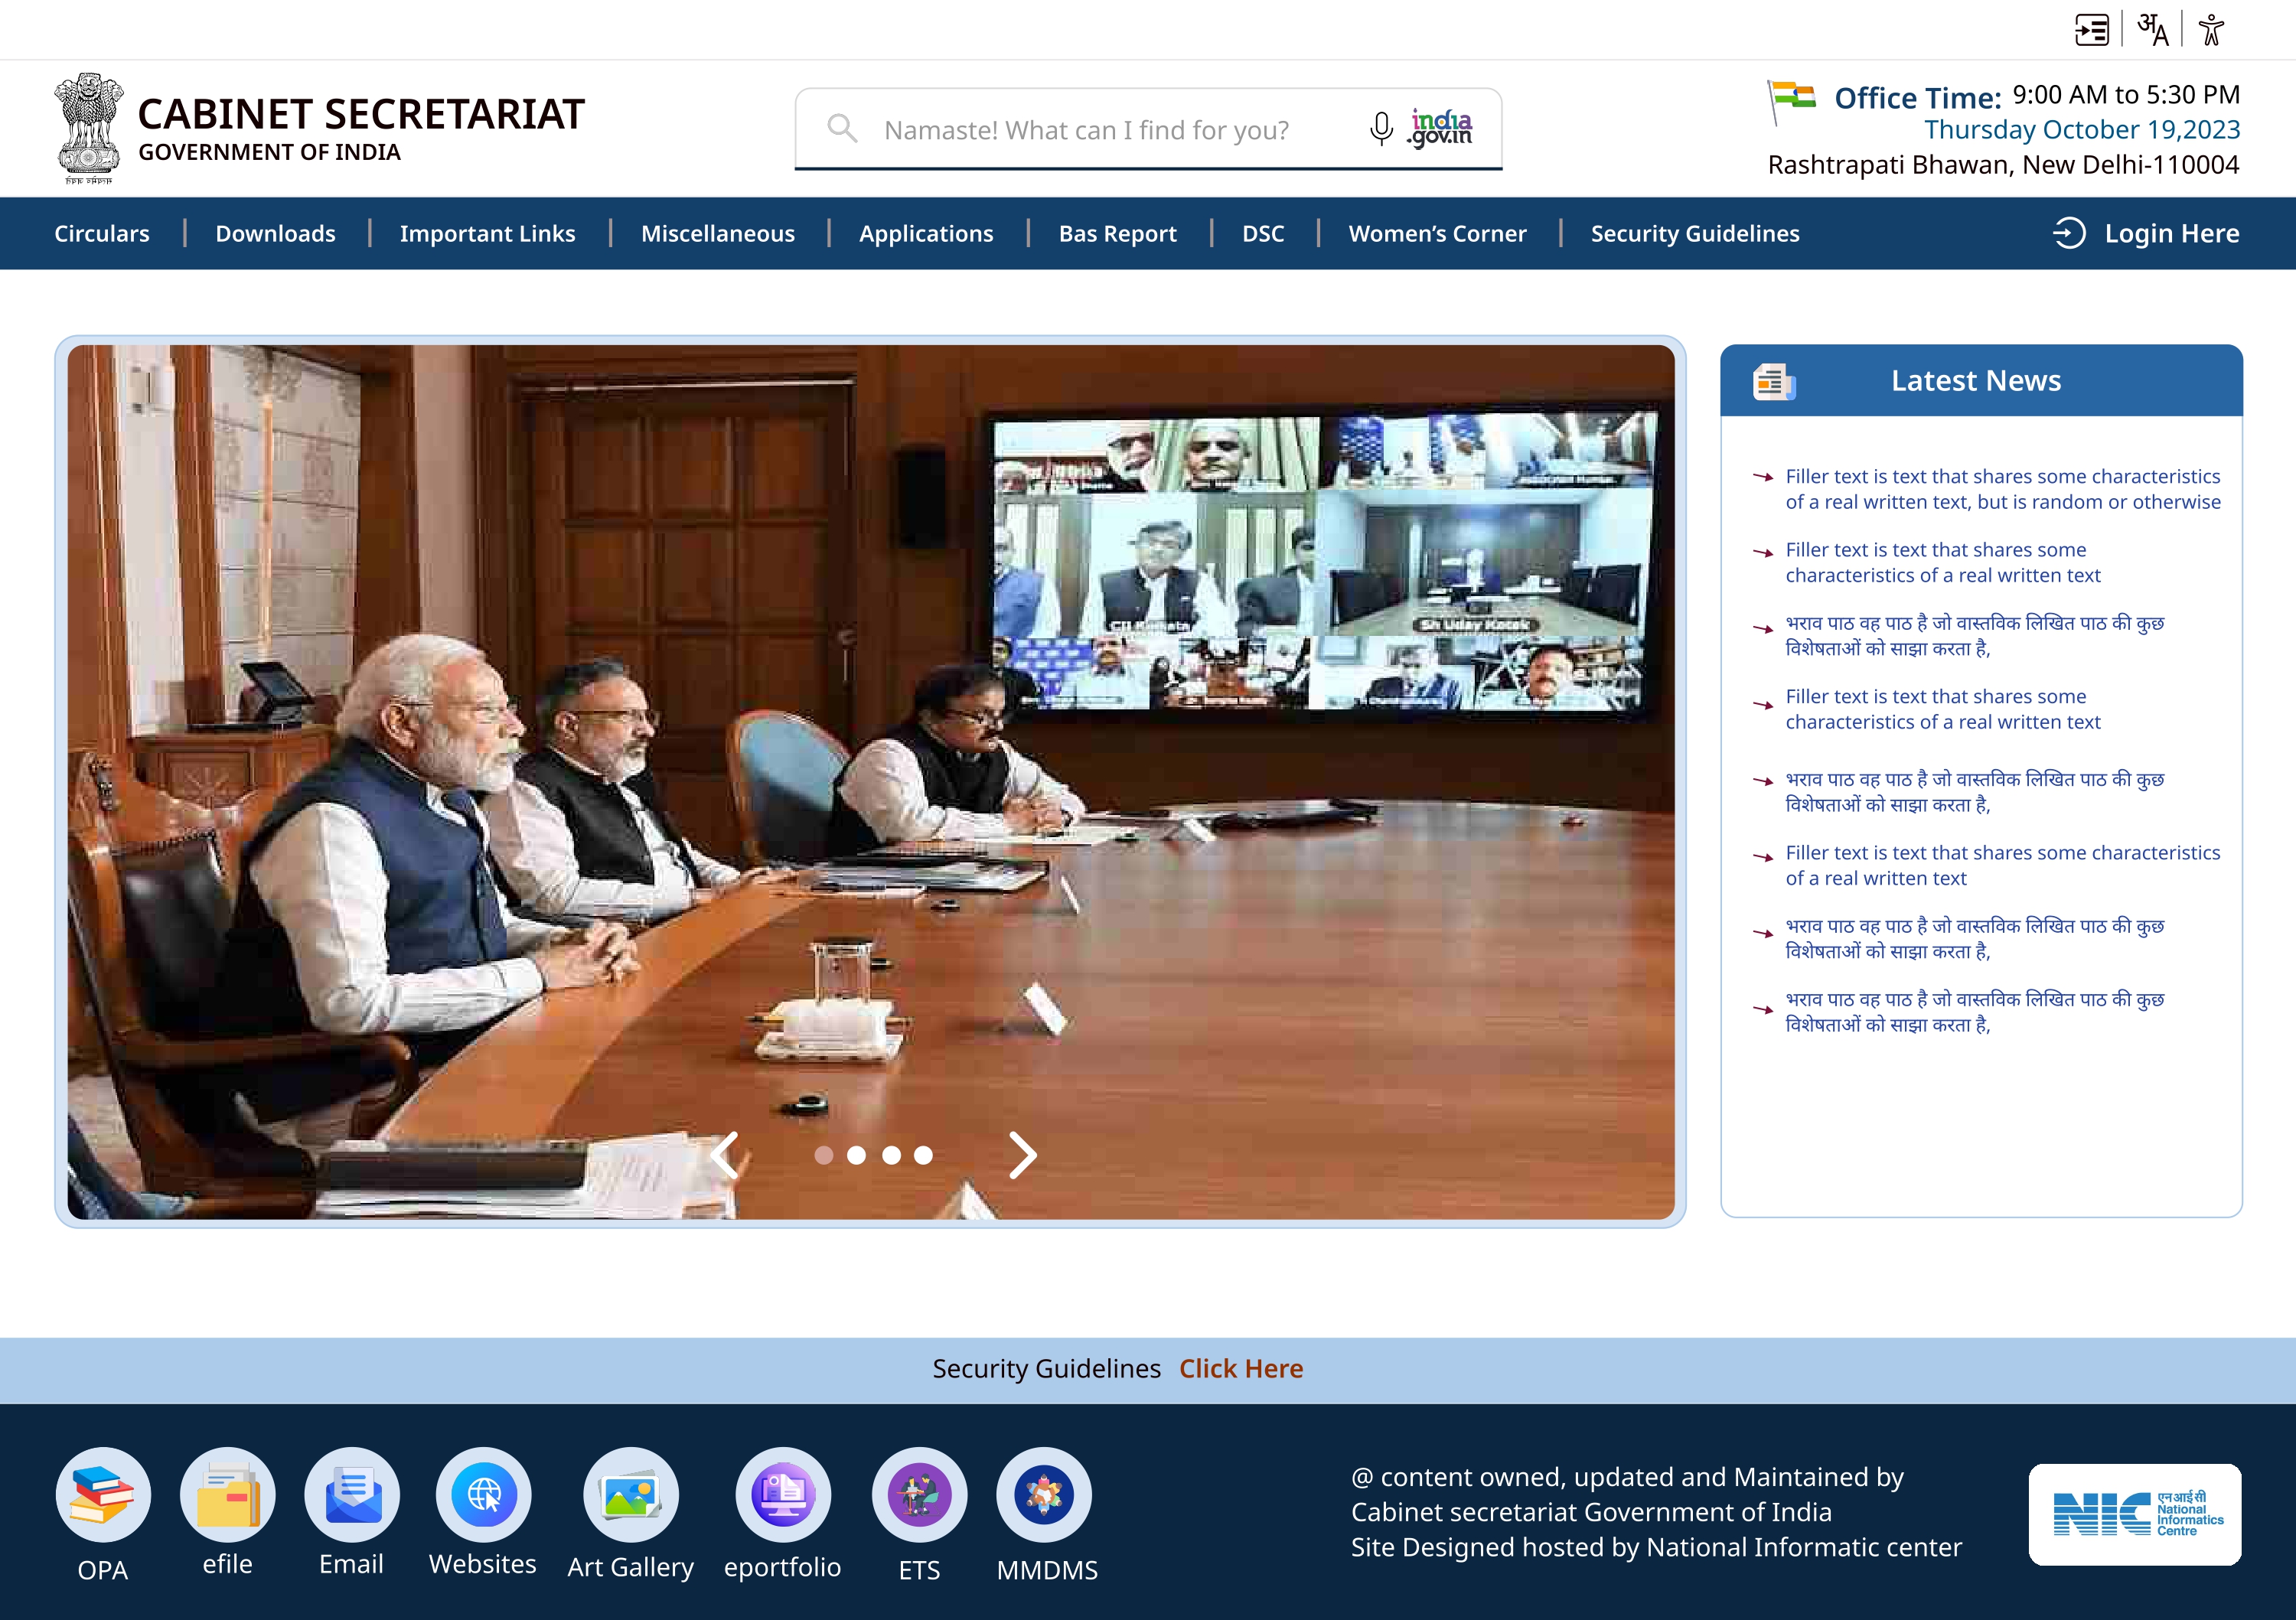 अ A
CABINET SECRETARIAT
GOVERNMENT OF INDIA
सत्यमेव जयते
Namaste! What can I find for you?
india
.gov.in
Office Time: 9:00 AM to 5:30 PM
Thursday October 19,2023
Rashtrapati Bhawan, New Delhi-110004
Circulars
Downloads
Important Links
Miscellaneous
Applications
Bas Report
DSC
Women’s Corner
Security Guidelines
Login Here
Sh Uday Kotak
Latest News
Filler text is text that shares some characteristics
of a real written text, but is random or otherwise
Filler text is text that shares some
characteristics of a real written text
भराव पाठ वह पाठ है जो वास्तविक लिखित पाठ की कुछ
विशेषताओं को साझा करता है,
Filler text is text that shares some
characteristics of a real written text
भराव पाठ वह पाठ है जो वास्तविक लिखित पाठ की कुछ
विशेषताओं को साझा करता है,
Filler text is text that shares some characteristics
of a real written text
भराव पाठ वह पाठ है जो वास्तविक लिखित पाठ की कुछ
विशेषताओं को साझा करता है,
भराव पाठ वह पाठ है जो वास्तविक लिखित पाठ की कुछ
विशेषताओं को साझा करता है,
Security Guidelines Click Here
OPA
efile
Email
Websites
Art Gallery
eportfolio
ETS
MMDMS
@ content owned, updated and Maintained by
Cabinet secretariat Government of India
Site Designed hosted by National Informatic center
NIC
एन आई सी
National
Informatics
Centre